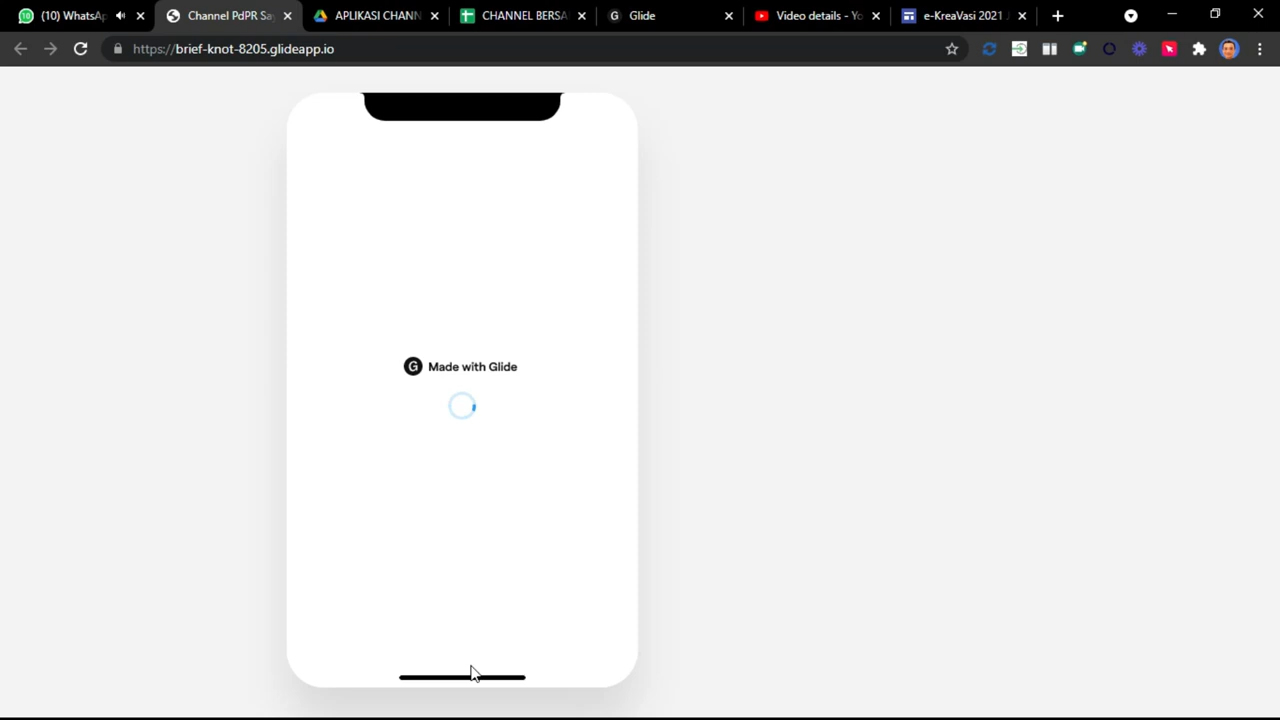 (10) WhatsAp
Channel PdPR Say
APLIKASI CHANN
CHANNEL BERSA
Glide
Video details - Yo
e-KreaVasi 2021 J
https://brief-knot-8205.glideapp.io
G Made with Glide